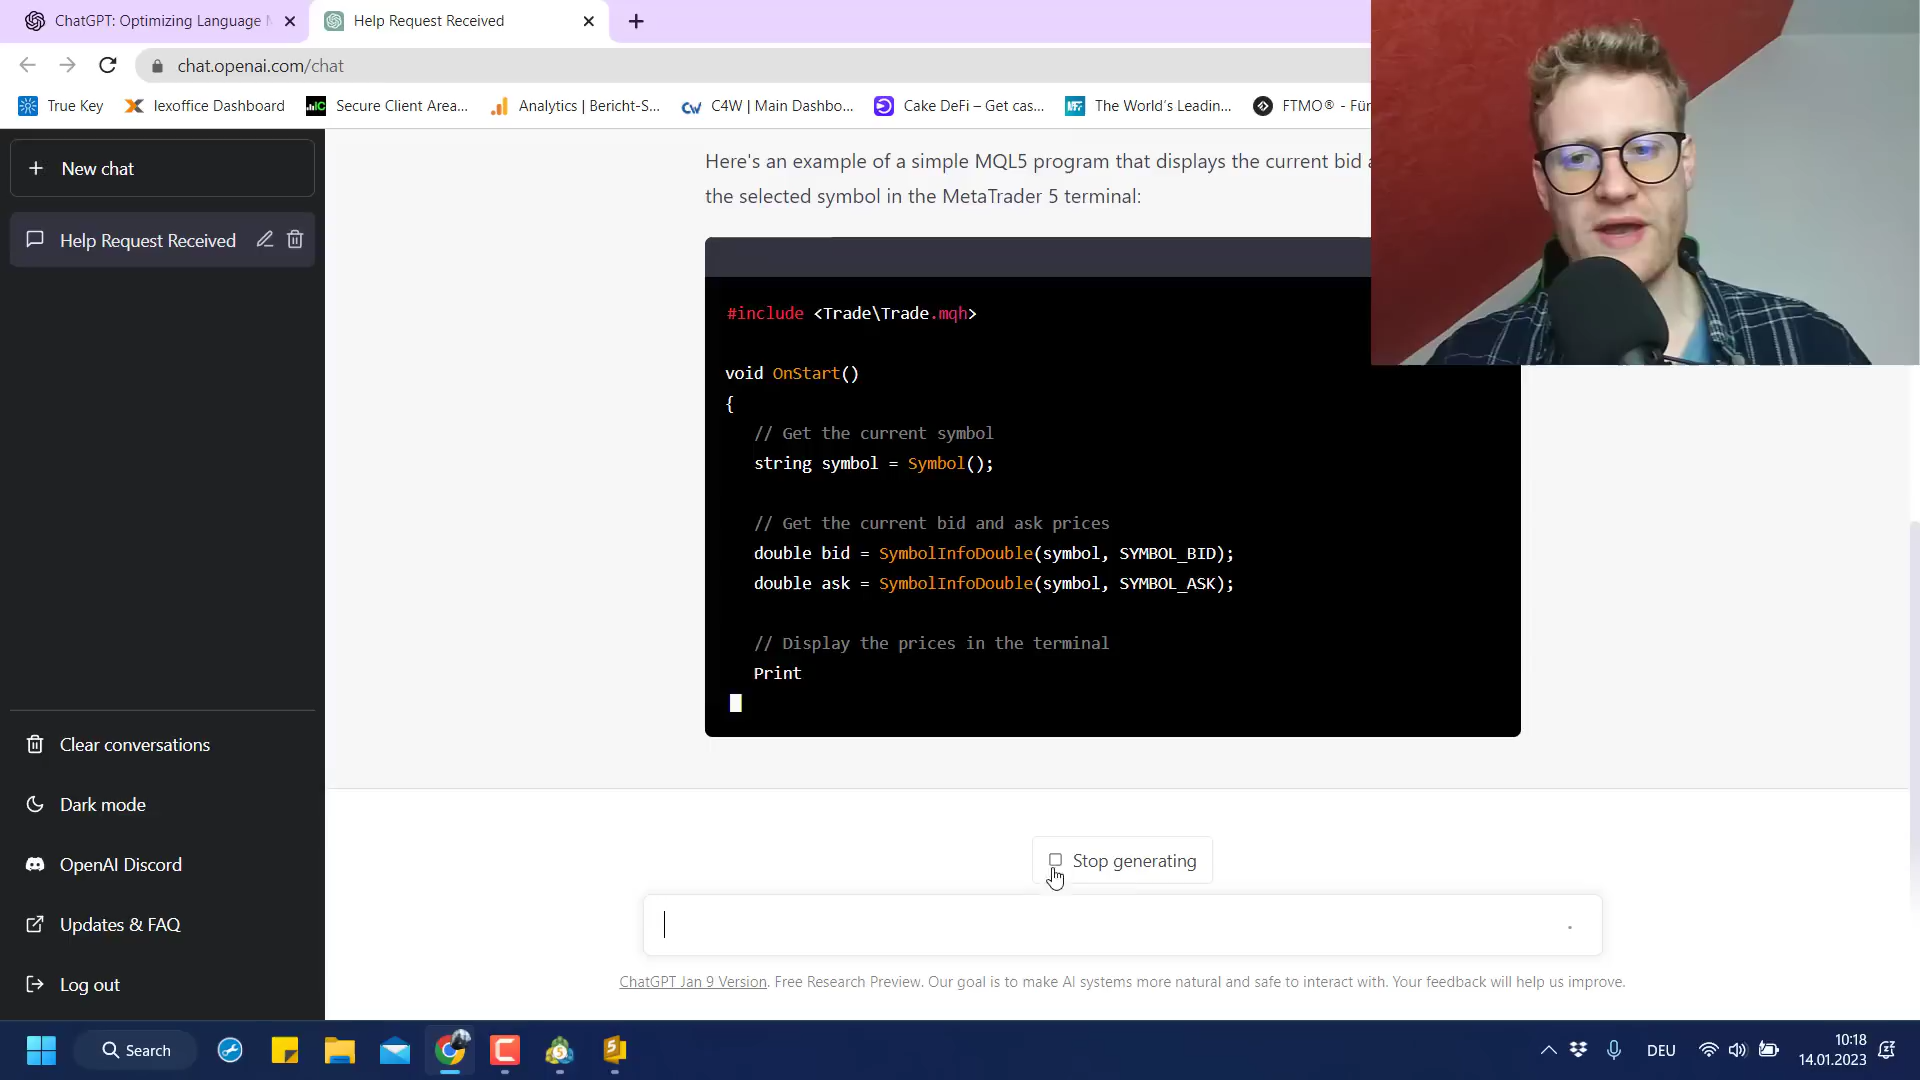 ChatGPT: Optimizing Language
Help Request Received
chat.openai.com/chat
True Key
lexoffice Dashboard
Secure Client Area...
Analytics | Bericht-S...
C4W | Main Dashbo...
Cake DeFi – Get cas...
The World's Leadin...
FTMO® - Für
New chat
Help Request Received
Here's an example of a simple MQL5 program that displays the current bid
the selected symbol in the MetaTrader 5 terminal:
#include <Trade\Trade.mqh>
void OnStart()
{
// Get the current symbol
string symbol = Symbol();
// Get the current bid and ask prices
double bid = SymbolInfoDouble(symbol, SYMBOL_BID);
double ask = SymbolInfoDouble(symbol, SYMBOL_ASK);
// Display the prices in the terminal
Print
Clear conversations
Dark mode
OpenAI Discord
Updates & FAQ
Log out
Stop generating
ChatGPT Jan 9 Version. Free Research Preview. Our goal is to make AI systems more natural and safe to interact with. Your feedback will help us improve.
Search
DEU
10:18
14.01.2023